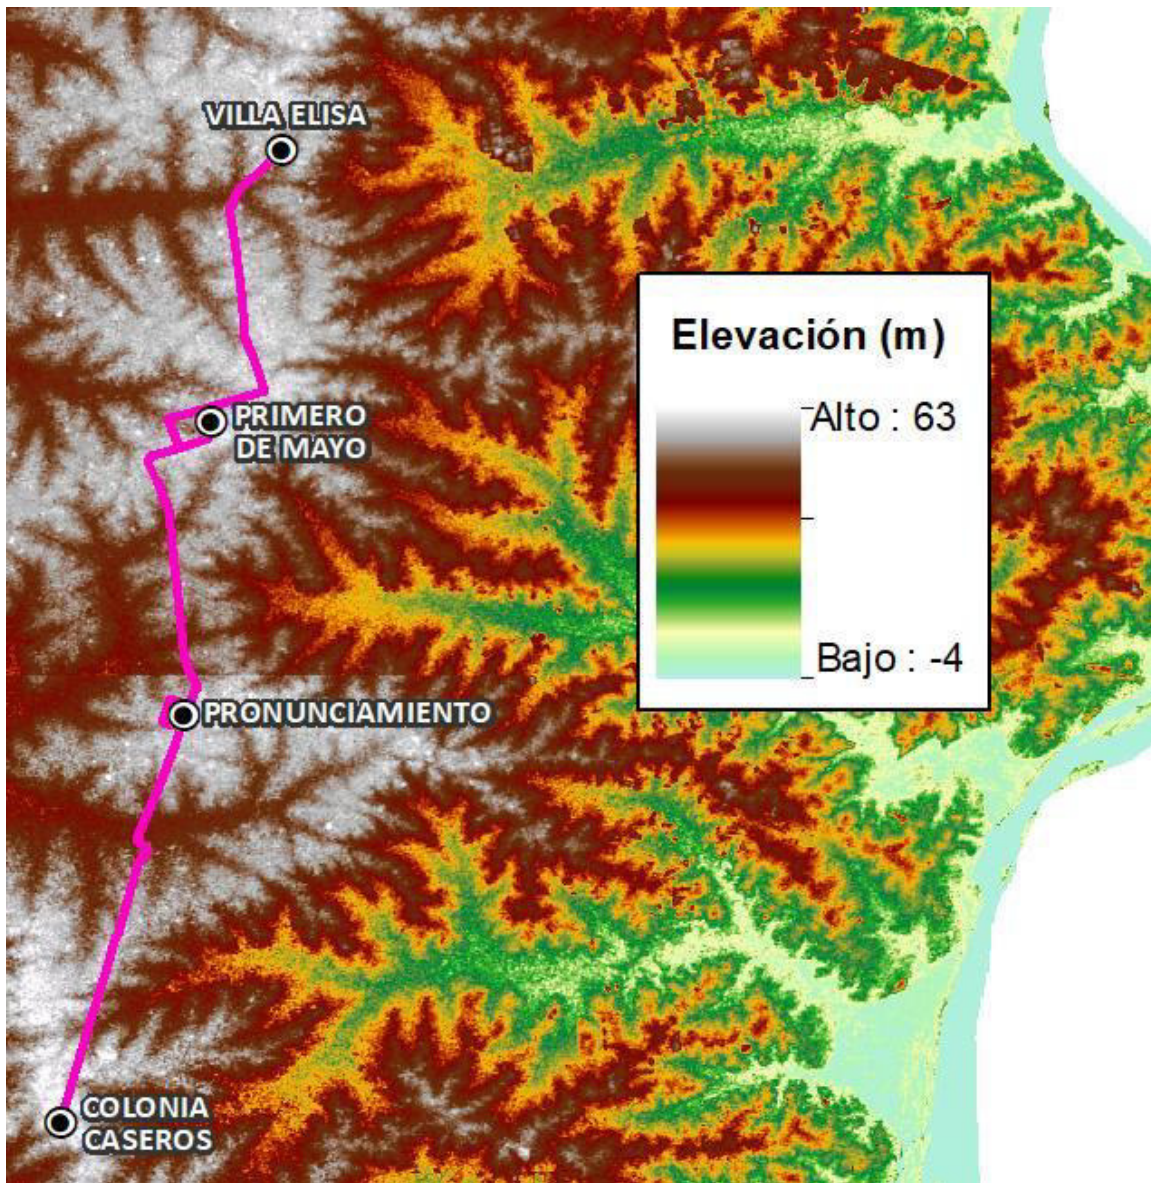 VILLA ELISA
Elevación (m)
Alto : 63
PRIMERO
DE MAYO
Bajo : -4
PRONUNCIAMIENTO
COLONIA
CASEROS